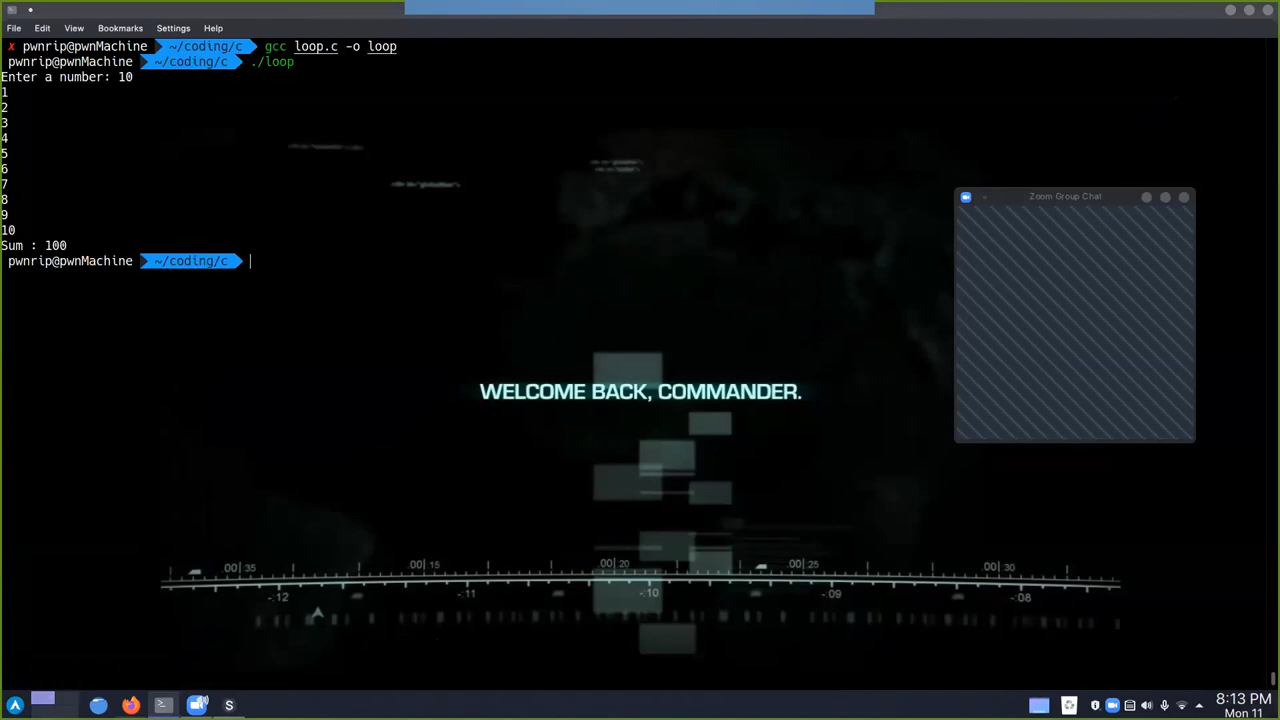 File Edit View Bookmarks Settings Help
✗ pwnrip@pwnMachine ~/coding/c gcc loop.c -o loop
pwnrip@pwnMachine ~/coding/c ./loop
Enter a number: 10
1
2
3
4
5
6
7
8
9
10
Sum : 100
pwnrip@pwnMachine ~/coding/c
Zoom Group Chat
WELCOME BACK, COMMANDER.
.00|35 .00|15 00|20 .00|25 .00|30
-:12 -:11 -:10 -:09 -:08
S
8:13 PM
Mon 11